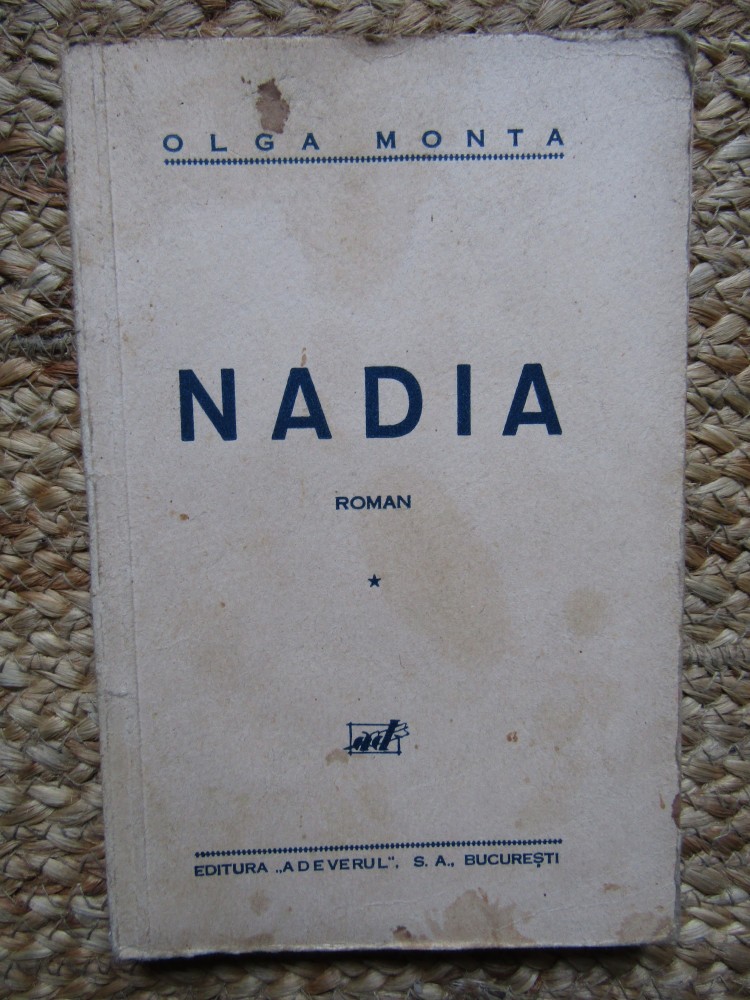 OLGA MONTA
NADIA
ROMAN
EDITURA „ADEVERUL”, S. A., BUCUREȘTI